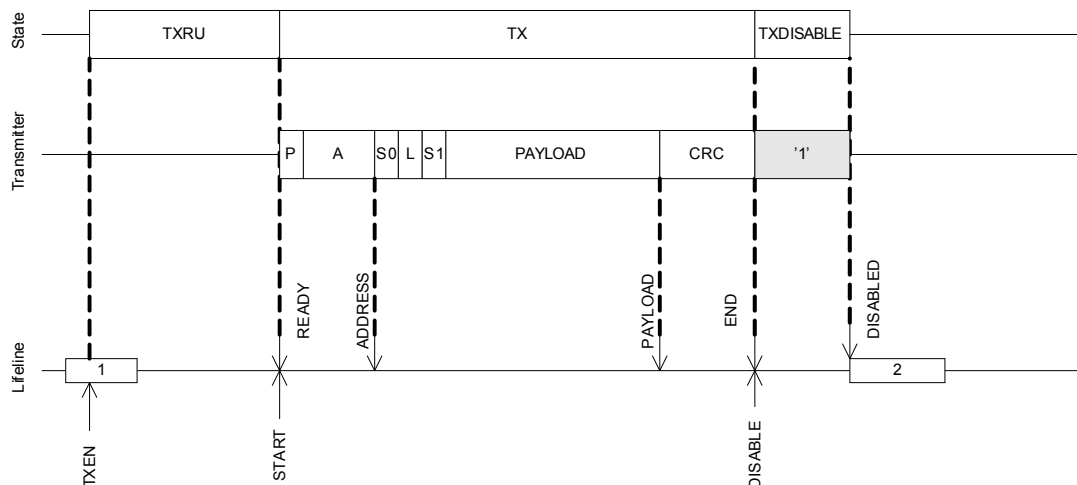 State
TXRU
TX
TXDISABLE
Transmitter
P
A
S0
L
S1
PAYLOAD
CRC
'1'
READY
ADDRESS
PAYLOAD
END
DISABLED
Lifeline
1
2
TXEN
START
DISABLE